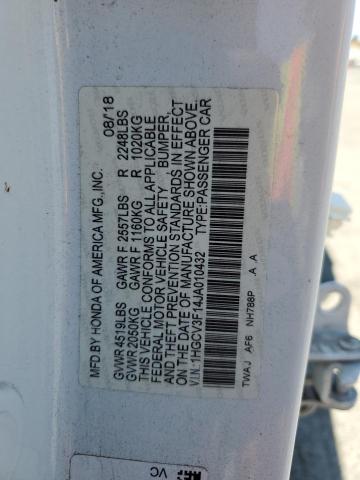 MFD BY HONDA OF AMERICA MFG.,INC. 08/18
GVWR 4519LBS GAWR F 2557LBS R 2248LBS
GVWR 2050KG GAWR F 1160KG R 1020KG
THIS VEHICLE CONFORMS TO ALL APPLICABLE
FEDERAL MOTOR VEHICLE SAFETY , BUMPER,
AND THEFT PREVENTION STANDARDS IN EFFECT
ON THE DATE OF MANUFACTURE SHOWN ABOVE.
V.I.N.: 1HGCV3F14JA010432 TYPE:PASSENGER CAR
TWAJ AF6 NH788P .A .A
VC